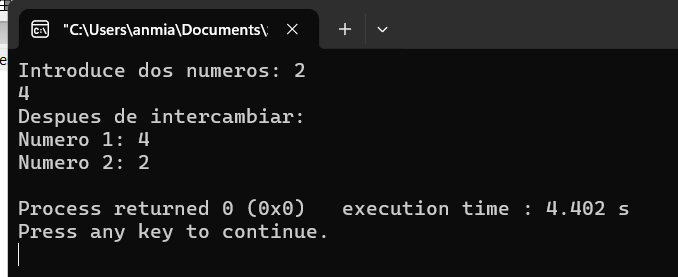 "C:\Users\anmia\Documents\
Introduce dos numeros: 2
4
Despues de intercambiar:
Numero 1: 4
Numero 2: 2
Process returned 0 (0x0)   execution time : 4.402 s
Press any key to continue.